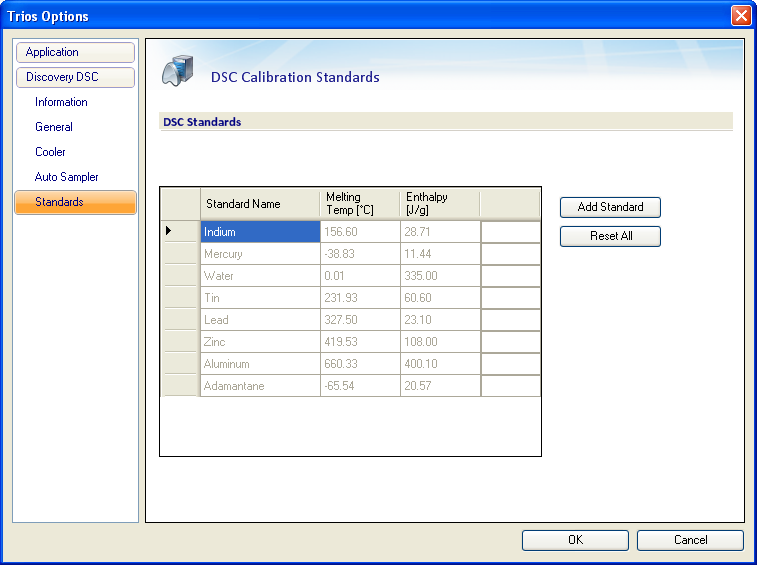 Trios Options
Application
Discovery DSC
Information
General
Cooler
Auto Sampler
Standards
DSC Calibration Standards
DSC Standards
Standard Name Melting Temp [°C] Enthalpy [J/g]
Indium 156.60 28.71
Mercury -38.83 11.44
Water 0.01 335.00
Tin 231.93 60.60
Lead 327.50 23.10
Zinc 419.53 108.00
Aluminum 660.33 400.10
Adamantane -65.54 20.57
Add Standard
Reset All
OK
Cancel